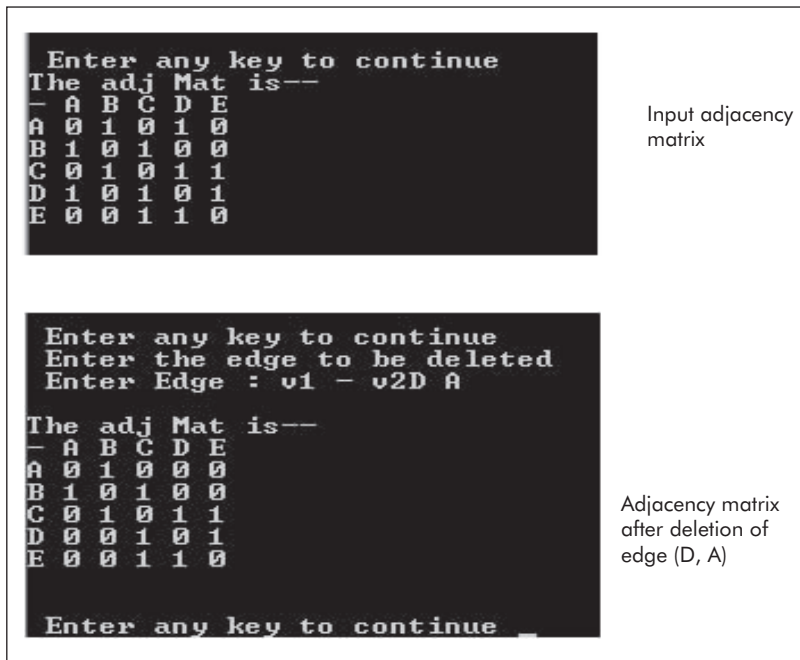 Enter any key to continue
The adj Mat is--
- A B C D E
A 0 1 0 1 0
B 1 0 1 0 0
C 0 1 0 1 1
D 1 0 1 0 1
E 0 0 1 1 0
Input adjacency
matrix
Enter any key to continue
Enter the edge to be deleted
Enter Edge : v1 - v2D A
The adj Mat is--
- A B C D E
A 0 1 0 0 0
B 1 0 1 0 0
C 0 1 0 1 1
D 0 0 1 0 1
E 0 0 1 1 0
Adjacency matrix
after deletion of
edge (D, A)
Enter any key to continue _